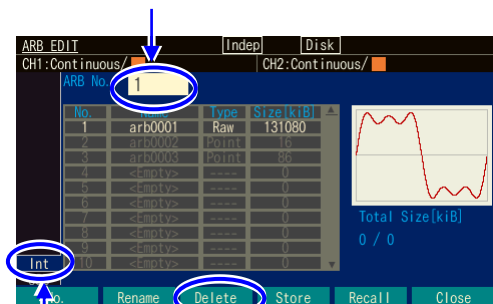 ARB EDIT Indep Disk
CH1:Continuous/ CH2:Continuous/
ARB No. 1
No. Name Type Size[kiB]
1 arb0001 Raw 131080
2 arb0002 Point 16
3 arb0003 Point 86
4 <Empty> ---- 0
5 <Empty> ---- 0
6 <Empty> ---- 0
7 <Empty> ---- 0
8 <Empty> ---- 0
9 <Empty> ---- 0
10 <Empty> ---- 0
Total Size[kiB]
0 / 0
Int
Rename Delete Store Recall Close